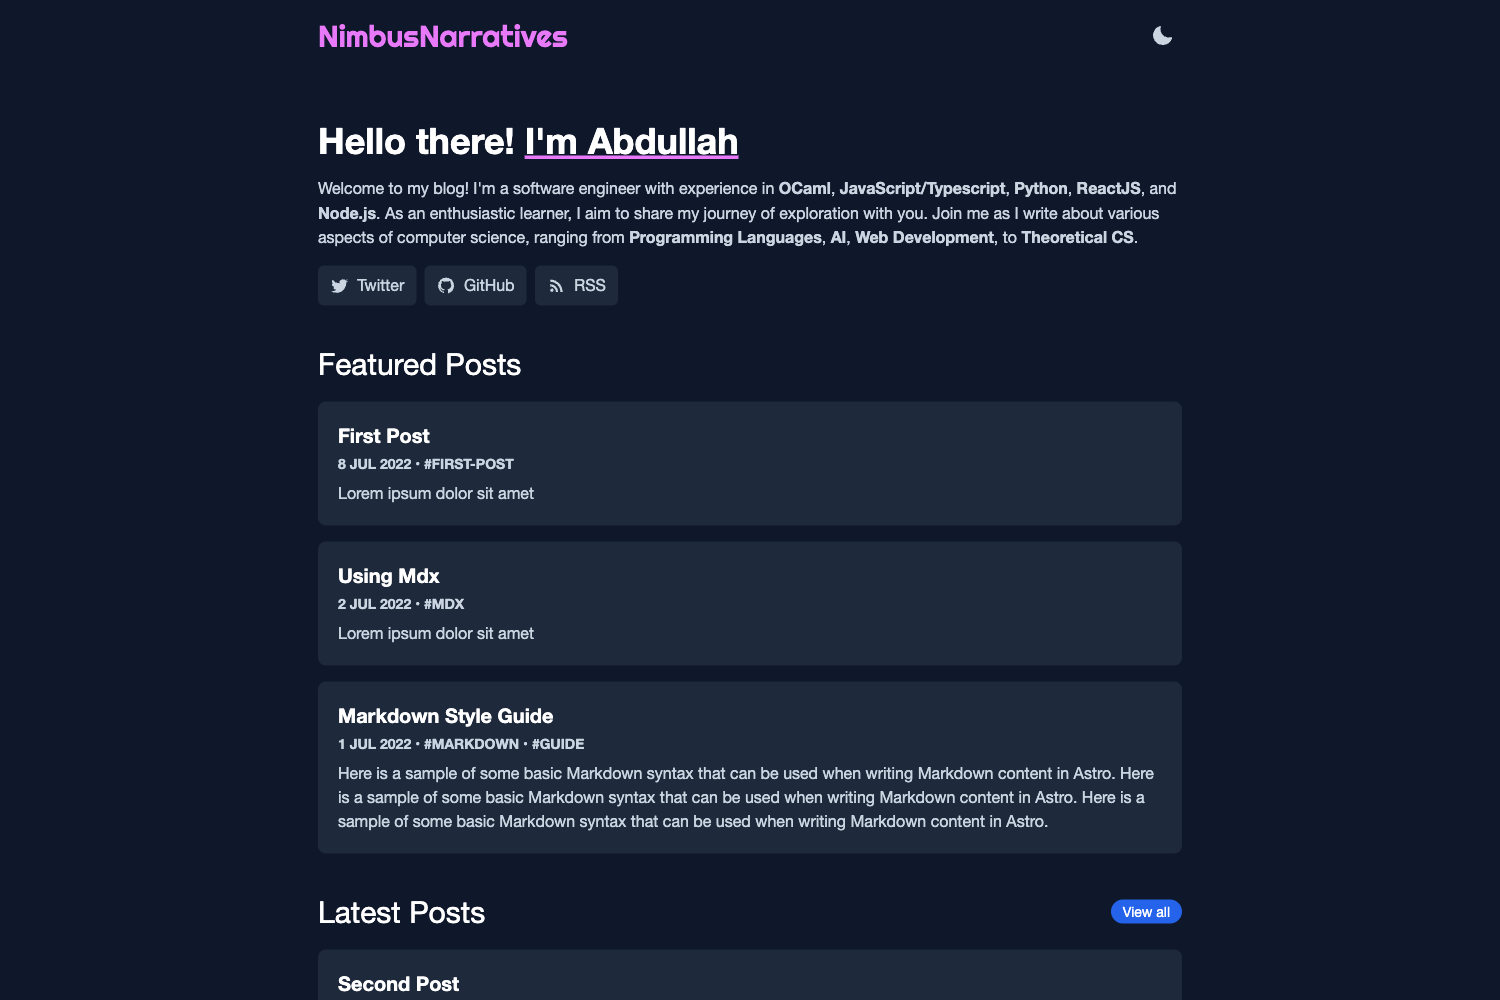 NimbusNarratives
Hello there! I'm Abdullah
Welcome to my blog! I'm a software engineer with experience in OCaml, JavaScript/Typescript, Python, ReactJS, and
Node.js. As an enthusiastic learner, I aim to share my journey of exploration with you. Join me as I write about various
aspects of computer science, ranging from Programming Languages, AI, Web Development, to Theoretical CS.
Twitter GitHub RSS
Featured Posts
First Post
8 JUL 2022 • #FIRST-POST
Lorem ipsum dolor sit amet
Using Mdx
2 JUL 2022 • #MDX
Lorem ipsum dolor sit amet
Markdown Style Guide
1 JUL 2022 • #MARKDOWN • #GUIDE
Here is a sample of some basic Markdown syntax that can be used when writing Markdown content in Astro. Here
is a sample of some basic Markdown syntax that can be used when writing Markdown content in Astro. Here is a
sample of some basic Markdown syntax that can be used when writing Markdown content in Astro.
Latest Posts View all
Second Post